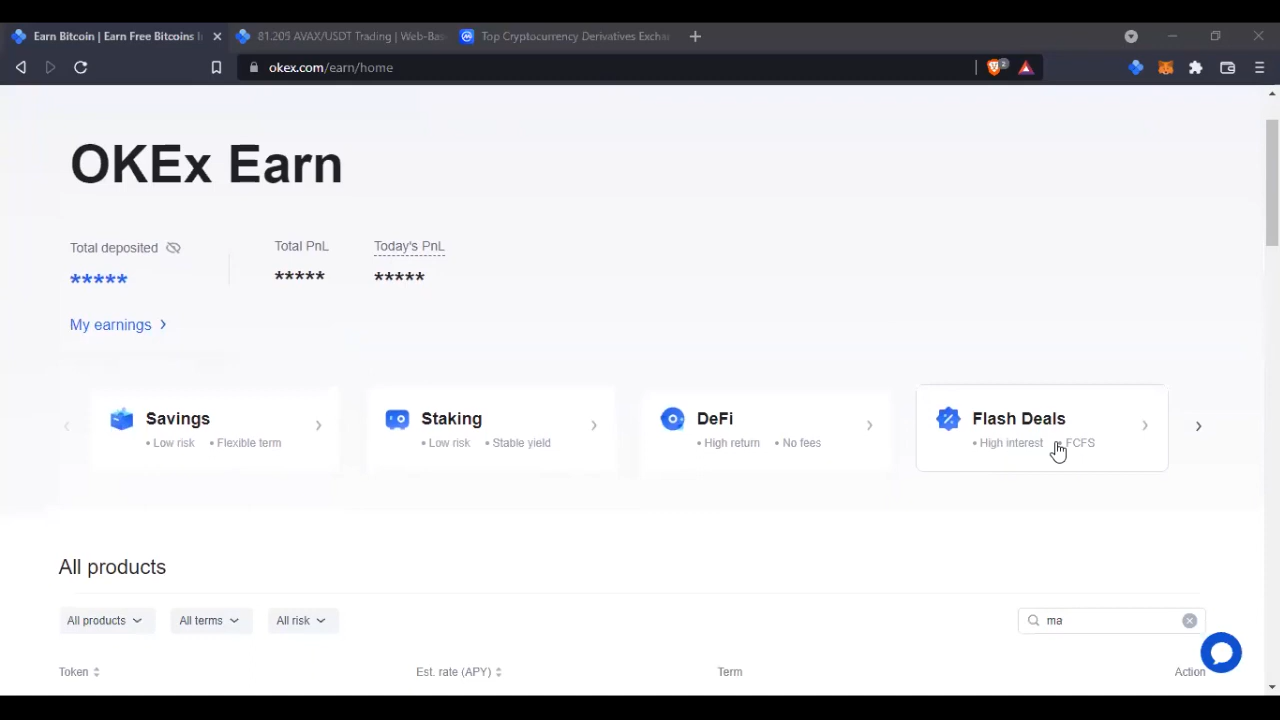 Earn Bitcoin | Earn Free Bitcoins
81.205 AVAX/USDT Trading | Web-Bas
Top Cryptocurrency Derivatives Exchan
okex.com/earn/home
2
OKEx Earn
Total deposited
Total PnL
Today's PnL
*****
*****
*****
My earnings
Savings
Staking
DeFi
Flash Deals
• Low risk • Flexible term
• Low risk • Stable yield
• High return • No fees
• High interest • FCFS
All products
All products
All terms
All risk
ma
Token
Est. rate (APY)
Term
Action